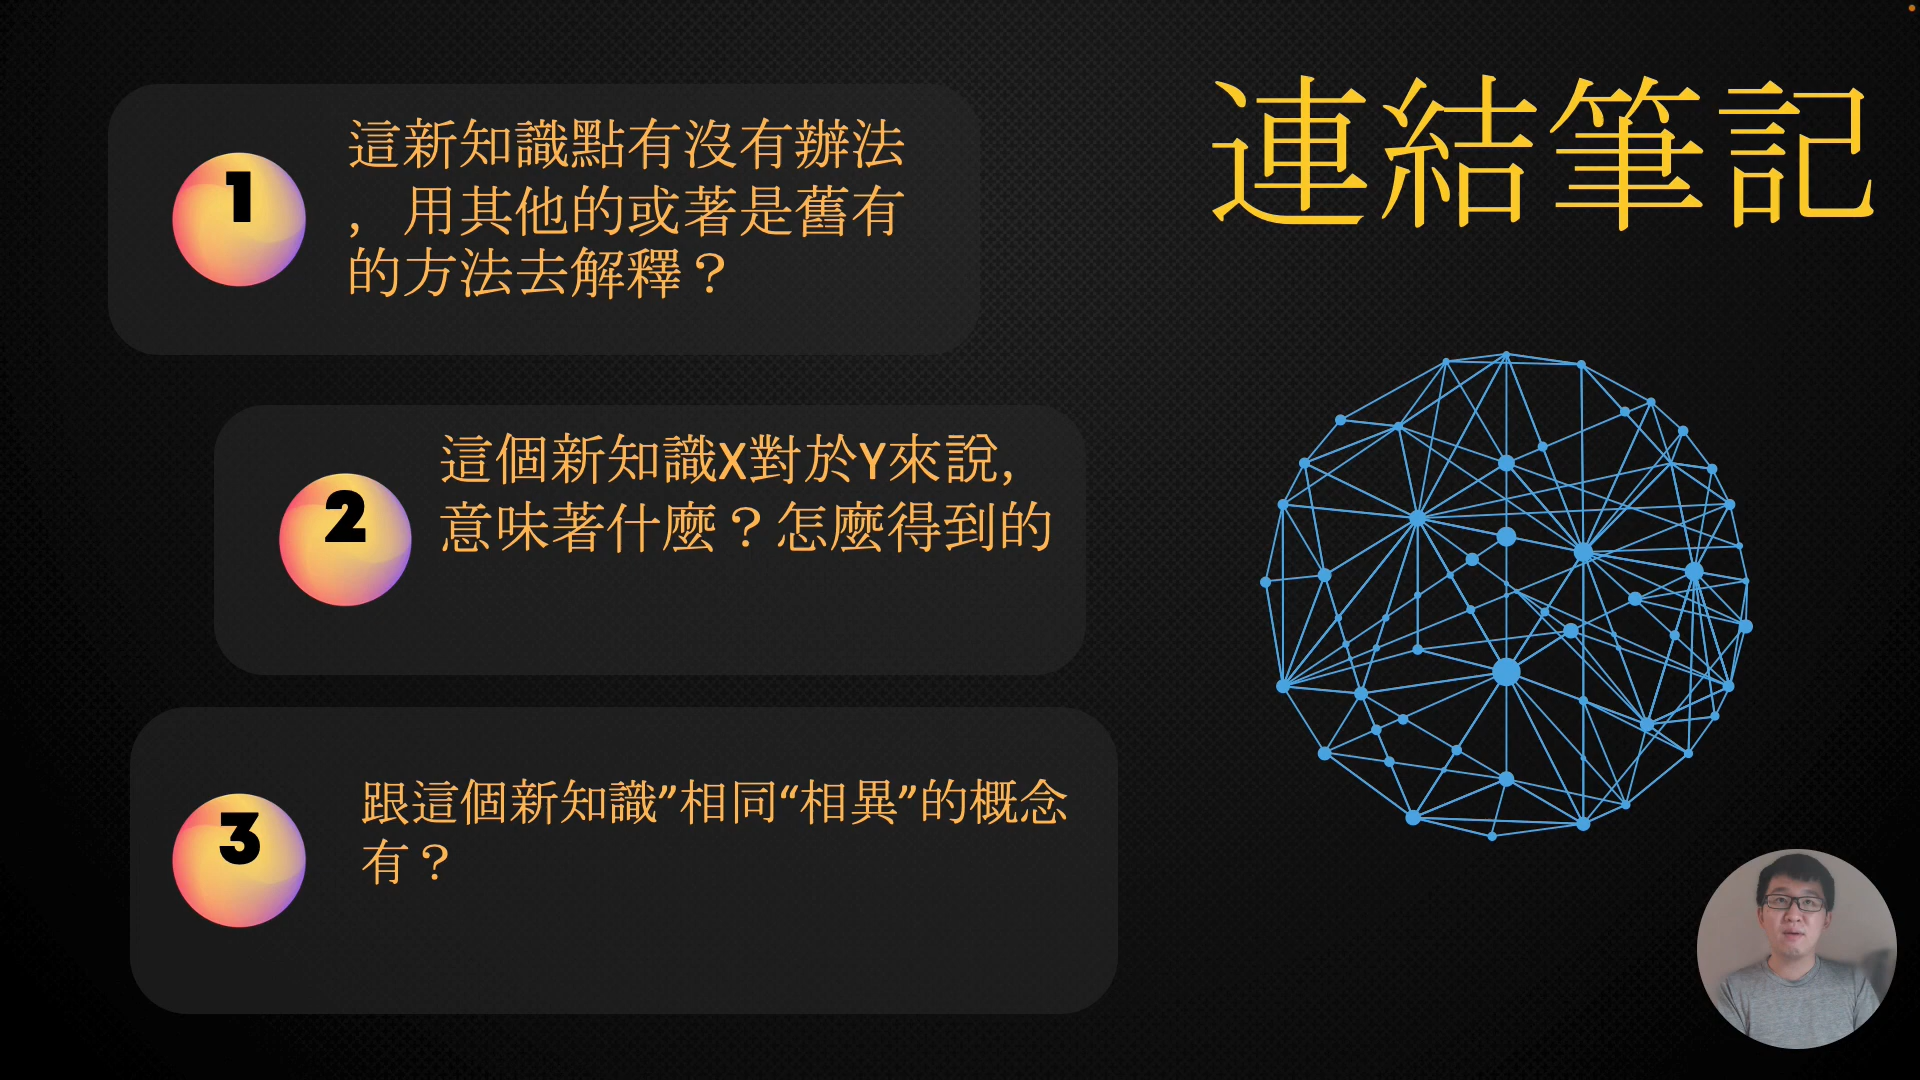 連結筆記
1
這新知識點有沒有辦法
，用其他的或著是舊有
的方法去解釋？
2
這個新知識X對於Y來說，
意味著什麼？怎麼得到的
3
跟這個新知識”相同“相異”的概念
有？